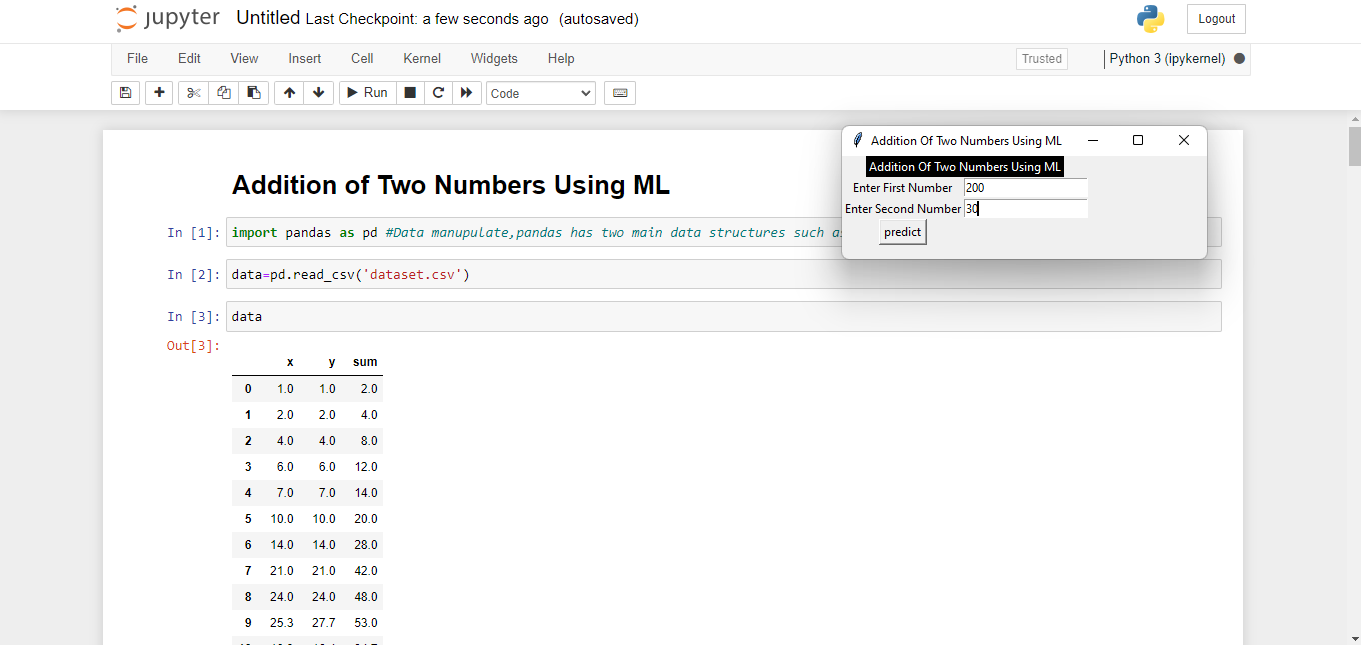 jupyter Untitled Last Checkpoint: a few seconds ago (autosaved) Logout
File Edit View Insert Cell Kernel Widgets Help Trusted Python 3 (ipykernel)
Run Code
Addition Of Two Numbers Using ML
Addition Of Two Numbers Using ML
Enter First Number 200
Enter Second Number 30
predict
Addition of Two Numbers Using ML
In [1]: import pandas as pd #Data manupulate,pandas has two main data structures such as
In [2]: data=pd.read_csv('dataset.csv')
In [3]: data
Out[3]:
x y sum
0 1.0 1.0 2.0
1 2.0 2.0 4.0
2 4.0 4.0 8.0
3 6.0 6.0 12.0
4 7.0 7.0 14.0
5 10.0 10.0 20.0
6 14.0 14.0 28.0
7 21.0 21.0 42.0
8 24.0 24.0 48.0
9 25.3 27.7 53.0